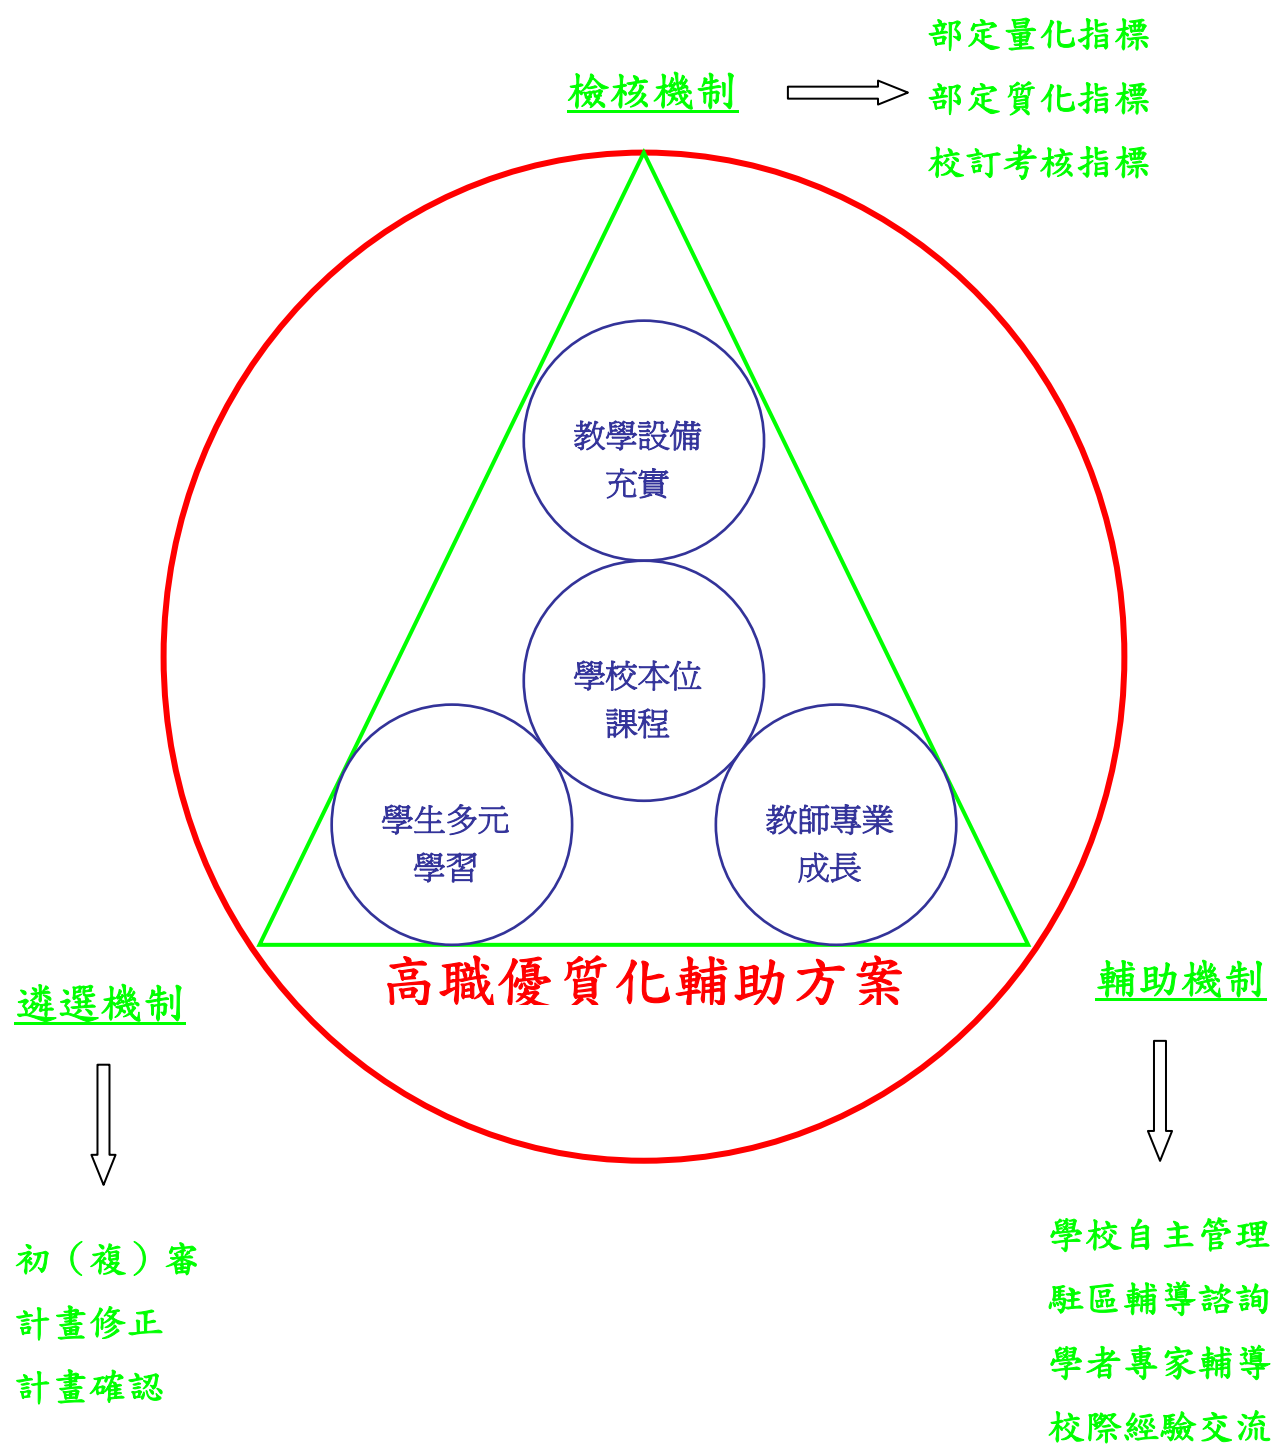 部定量化指標
檢核機制
部定質化指標
校訂考核指標
教學設備
充實
學校本位
課程
學生多元
學習
教師專業
成長
高職優質化輔助方案
遴選機制
輔助機制
初（複）審
計畫修正
計畫確認
學校自主管理
駐區輔導諮詢
學者專家輔導
校際經驗交流